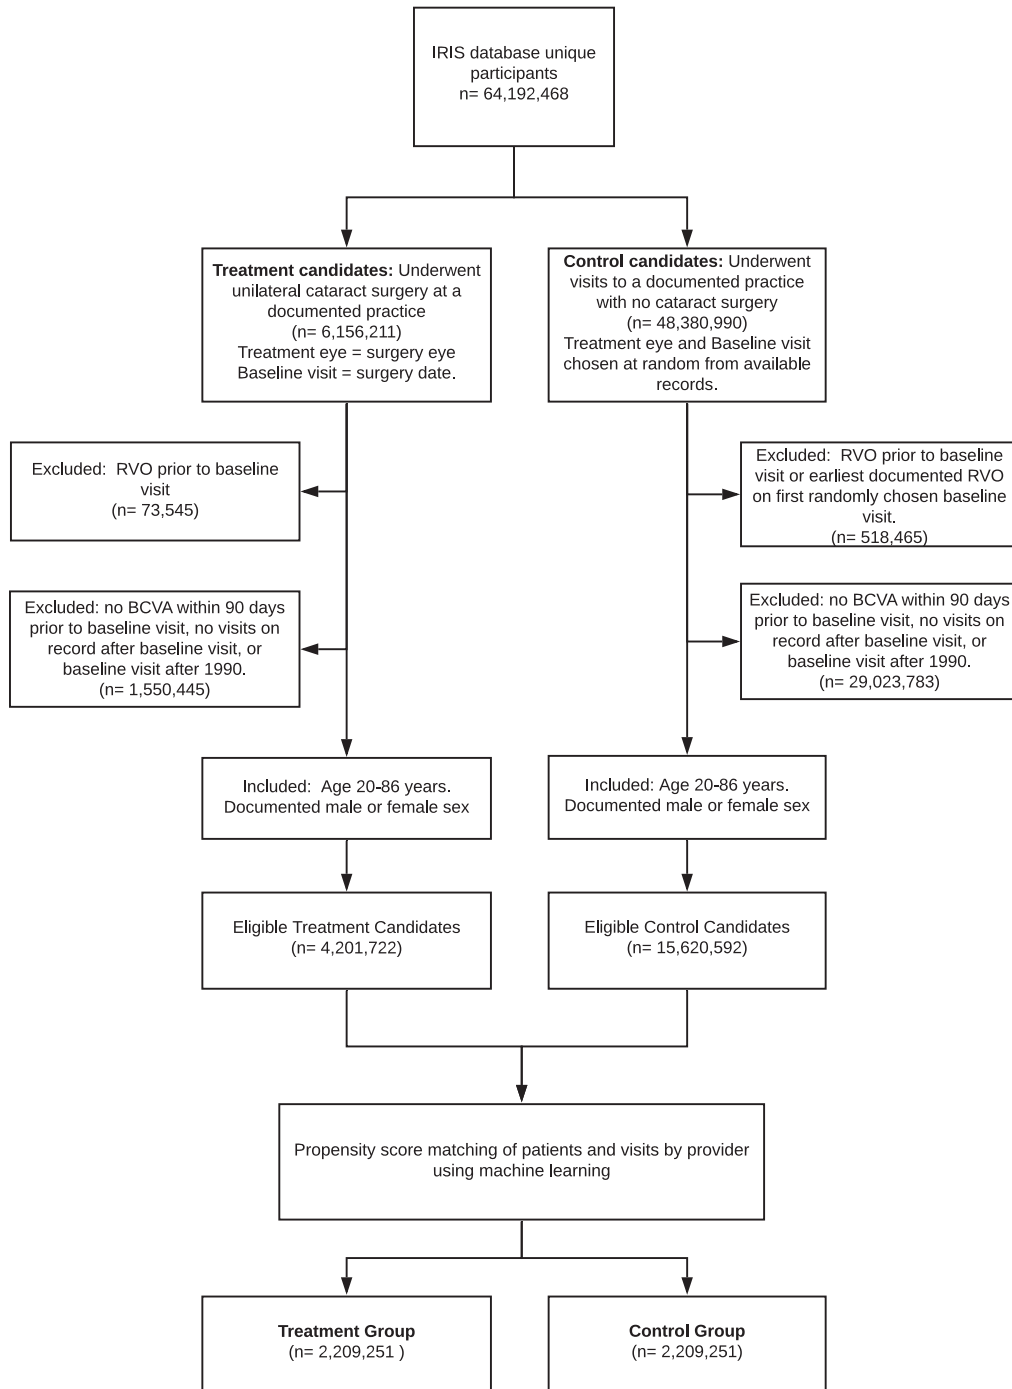 IRIS database unique
participants
n= 64,192,468
Treatment candidates: Underwent
unilateral cataract surgery at a
documented practice
(n= 6,156,211)
Treatment eye = surgery eye
Baseline visit = surgery date.
Control candidates: Underwent
visits to a documented practice
with no cataract surgery
(n= 48,380,990)
Treatment eye and Baseline visit
chosen at random from available
records.
Excluded:  RVO prior to baseline
visit
(n= 73,545)
Excluded:  RVO prior to baseline
visit or earliest documented RVO
on first randomly chosen baseline
visit.
(n= 518,465)
Excluded: no BCVA within 90 days
prior to baseline visit, no visits on
record after baseline visit, or
baseline visit after 1990.
(n= 1,550,445)
Excluded: no BCVA within 90 days
prior to baseline visit, no visits on
record after baseline visit, or
baseline visit after 1990.
(n= 29,023,783)
Included:  Age 20-86 years.
Documented male or female sex
Included: Age 20-86 years.
Documented male or female sex
Eligible Treatment Candidates
(n= 4,201,722)
Eligible Control Candidates
(n= 15,620,592)
Propensity score matching of patients and visits by provider
using machine learning
Treatment Group
(n= 2,209,251 )
Control Group
(n= 2,209,251)